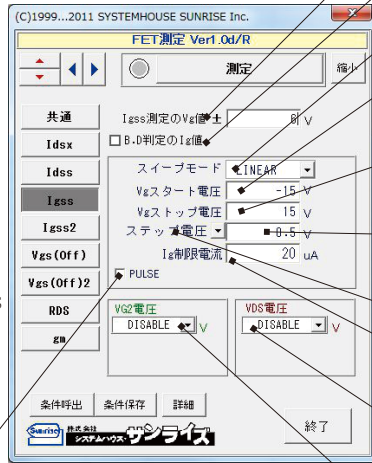 (C)1999...2011 SYSTEMHOUSE SUNRISE Inc.
FET測定 Ver1.0d/R
測定
縮小
共通
Idsx
Idss
Igss
Igss2
Vgs(Off)
Vgs(Off)2
RDS
gm
Igss測定のVg値 ±
6 V
B.D判定のIg値
スイープモード
LINEAR
Vgスタート電圧
-15 V
Vgストップ電圧
15 V
ステップ電圧
0.5 V
Ig制限電流
20 uA
PULSE
VG2電圧
DISABLE
V
VDS電圧
DISABLE
V
条件呼出
条件保存
詳細
終了
Sunrise
株式会社
システムハウス・サンライズ
S